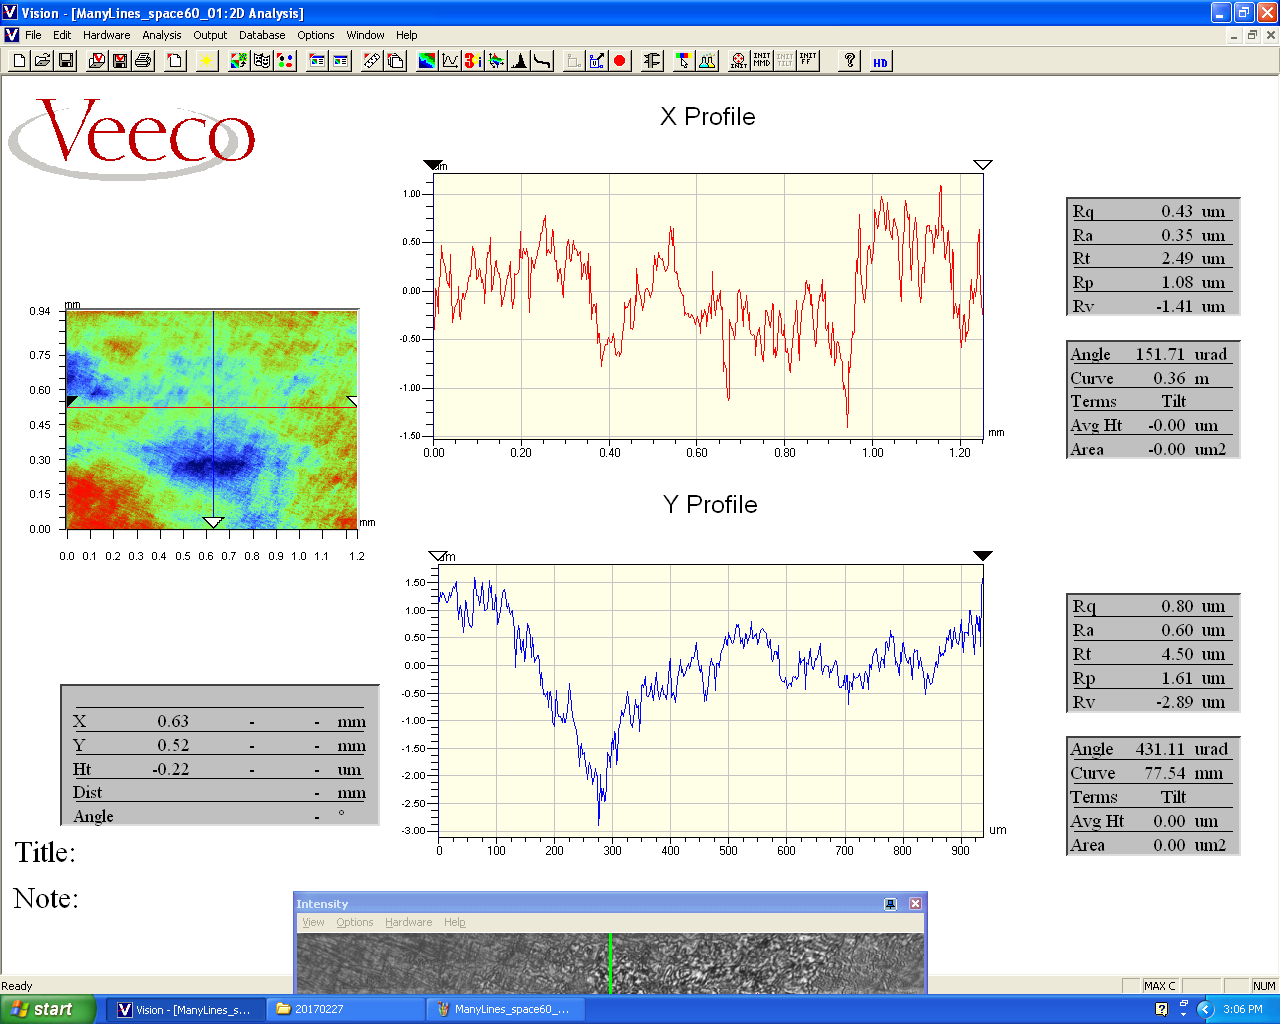 Vision - [ManyLines_space60_01:2D Analysis]
File Edit Hardware Analysis Output Database Options Window Help
INIT INIT MMD INIT TILT INIT FF ? HD
Veeco
X Profile
um
1.00
0.50
0.00
-0.50
-1.00
-1.50
mm
0.00 0.20 0.40 0.60 0.80 1.00 1.20
Rq 0.43 um
Ra 0.35 um
Rt 2.49 um
Rp 1.08 um
Rv -1.41 um
Angle 151.71 urad
Curve 0.36 m
Terms Tilt
Avg Ht -0.00 um
Area -0.00 um2
mm
0.94
0.75
0.60
0.45
0.30
0.15
0.00
mm
0.0 0.1 0.2 0.3 0.4 0.5 0.6 0.7 0.8 0.9 1.0 1.1 1.2
Y Profile
um
1.50
1.00
0.50
0.00
-0.50
-1.00
-1.50
-2.00
-2.50
-3.00
um
0 100 200 300 400 500 600 700 800 900
Rq 0.80 um
Ra 0.60 um
Rt 4.50 um
Rp 1.61 um
Rv -2.89 um
Angle 431.11 urad
Curve 77.54 mm
Terms Tilt
Avg Ht 0.00 um
Area 0.00 um2
X 0.63 - - mm
Y 0.52 - - mm
Ht -0.22 - - um
Dist - mm
Angle - °
Title:
Note:
Intensity
View Options Hardware Help
Ready MAX C NUM
start Vision - [ManyLines_s... 20170227 ManyLines_space60_... 3:06 PM